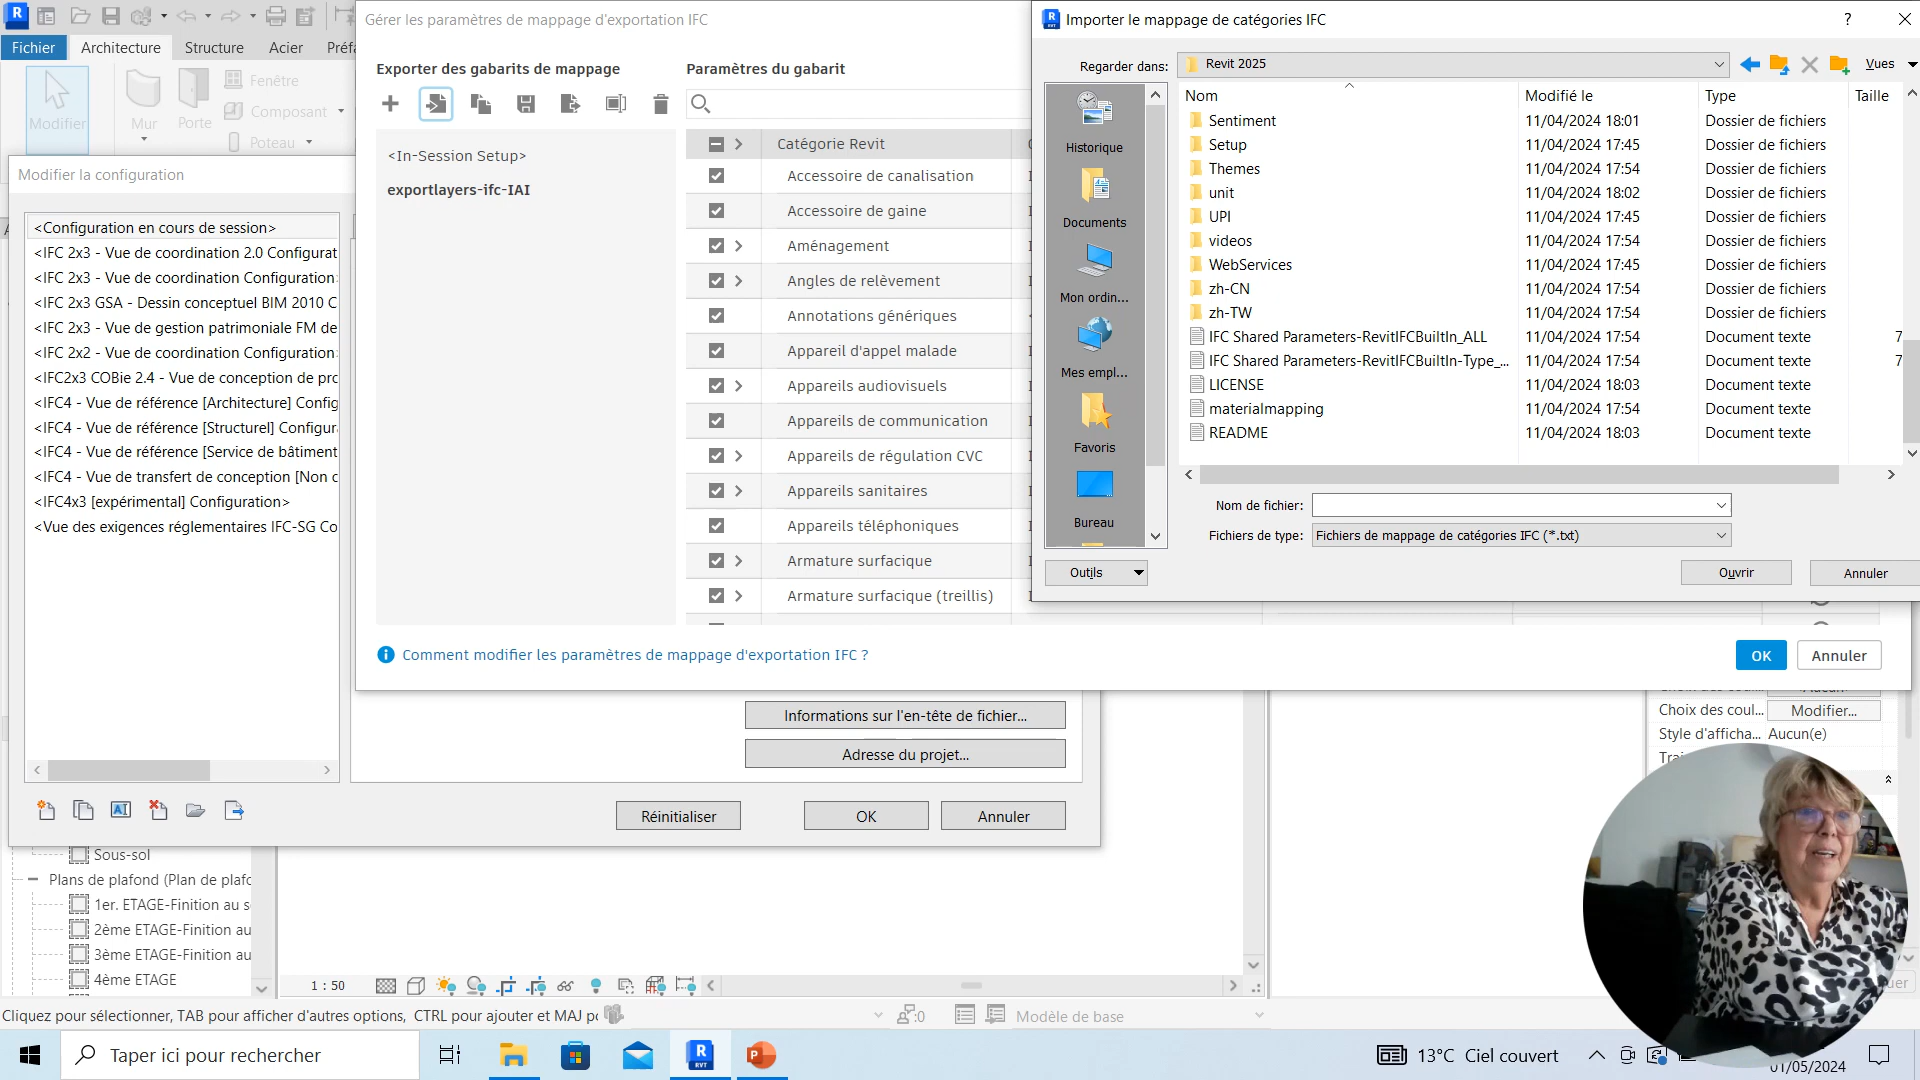 Gérer les paramètres de mappage d'exportation IFC
Importer le mappage de catégories IFC
Fichier
Architecture
Structure
Acier
Préfa
Modifier
Mur
Porte
Fenêtre
Composant
Poteau
Exporter des gabarits de mappage
Paramètres du gabarit
<In-Session Setup>
exportlayers-ifc-IAI
Catégorie Revit
Accessoire de canalisation
Accessoire de gaine
Aménagement
Angles de relèvement
Annotations génériques
Appareil d'appel malade
Appareils audiovisuels
Appareils de communication
Appareils de régulation CVC
Appareils sanitaires
Appareils téléphoniques
Armature surfacique
Armature surfacique (treillis)
Comment modifier les paramètres de mappage d'exportation IFC ?
OK
Annuler
Regarder dans:
Revit 2025
Vues
Historique
Documents
Mon ordin...
Mes empl...
Favoris
Bureau
Nom Modifié le Type Taille
Sentiment 11/04/2024 18:01 Dossier de fichiers
Setup 11/04/2024 17:45 Dossier de fichiers
Themes 11/04/2024 17:54 Dossier de fichiers
unit 11/04/2024 18:02 Dossier de fichiers
UPI 11/04/2024 17:45 Dossier de fichiers
videos 11/04/2024 17:54 Dossier de fichiers
WebServices 11/04/2024 17:45 Dossier de fichiers
zh-CN 11/04/2024 17:54 Dossier de fichiers
zh-TW 11/04/2024 17:54 Dossier de fichiers
IFC Shared Parameters-RevitIFCBuiltIn_ALL 11/04/2024 17:54 Document texte 7
IFC Shared Parameters-RevitIFCBuiltIn-Type_... 11/04/2024 17:54 Document texte 7
LICENSE 11/04/2024 18:03 Document texte
materialmapping 11/04/2024 17:54 Document texte
README 11/04/2024 18:03 Document texte
Nom de fichier:
Fichiers de type: Fichiers de mappage de catégories IFC (*.txt)
Outils
Ouvrir
Annuler
Modifier la configuration
<Configuration en cours de session>
<IFC 2x3 - Vue de coordination 2.0 Configurat
<IFC 2x3 - Vue de coordination Configuration>
<IFC 2x3 GSA - Dessin conceptuel BIM 2010 C
<IFC 2x3 - Vue de gestion patrimoniale FM de
<IFC 2x2 - Vue de coordination Configuration>
<IFC2x3 COBie 2.4 - Vue de conception de pro
<IFC4 - Vue de référence [Architecture] Config
<IFC4 - Vue de référence [Structurel] Configur
<IFC4 - Vue de référence [Service de bâtiment
<IFC4 - Vue de transfert de conception [Non c
<IFC4x3 [expérimental] Configuration>
<Vue des exigences réglementaires IFC-SG Co
Informations sur l'en-tête de fichier...
Adresse du projet...
Réinitialiser
OK
Annuler
Choix des coul... Modifier...
Style d'afficha... Aucun(e)
Sous-sol
Plans de plafond (Plan de plafo
1er. ETAGE-Finition au s
2ème ETAGE-Finition au
3ème ETAGE-Finition au
4ème ETAGE
1 : 50
Cliquez pour sélectionner, TAB pour afficher d'autres options, CTRL pour ajouter et MAJ po
:0
Modèle de base
Taper ici pour rechercher
13°C Ciel couvert
01/05/2024